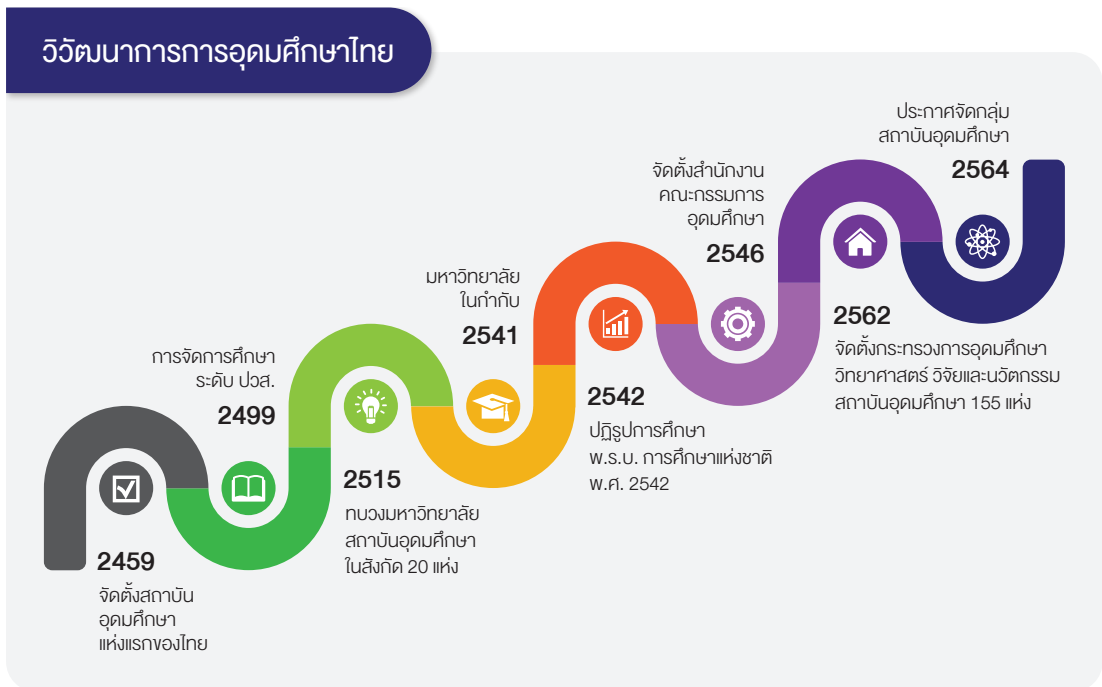 วิวัฒนาการการอุดมศึกษาไทย
2459
จัดตั้งสถาบัน
อุดมศึกษา
แห่งแรกของไทย
การจัดการศึกษา
ระดับ ปวส.
2499
2515
ทบวงมหาวิทยาลัย
สถาบันอุดมศึกษา
ในสังกัด 20 แห่ง
มหาวิทยาลัย
ในกำกับ
2541
2542
ปฏิรูปการศึกษา
พ.ร.บ. การศึกษาแห่งชาติ
พ.ศ. 2542
จัดตั้งสำนักงาน
คณะกรรมการ
อุดมศึกษา
2546
2562
จัดตั้งกระทรวงการอุดมศึกษา
วิทยาศาสตร์ วิจัยและนวัตกรรม
สถาบันอุดมศึกษา 155 แห่ง
ประกาศจัดกลุ่ม
สถาบันอุดมศึกษา
2564